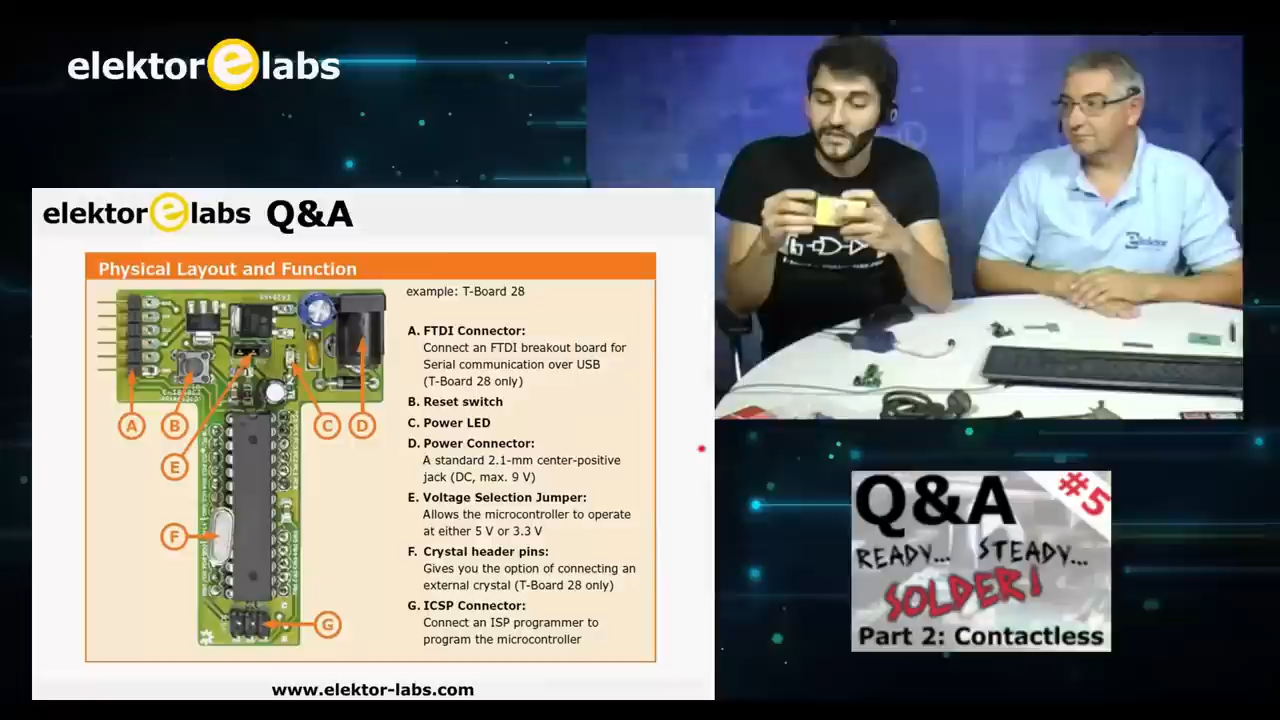 elektor e labs
elektor e labs Q&A
Physical Layout and Function
example: T-Board 28
A. FTDI Connector:
Connect an FTDI breakout board for
Serial communication over USB
(T-Board 28 only)
B. Reset switch
C. Power LED
D. Power Connector:
A standard 2.1-mm center-positive
jack (DC, max. 9 V)
E. Voltage Selection Jumper:
Allows the microcontroller to operate
at either 5 V or 3.3 V
F. Crystal header pins:
Gives you the option of connecting an
external crystal (T-Board 28 only)
G. ICSP Connector:
Connect an ISP programmer to
program the microcontroller
A
B
C
D
E
F
G
www.elektor-labs.com
elektor
Q&A
#5
READY... STEADY...
SOLDER!
Part 2: Contactless